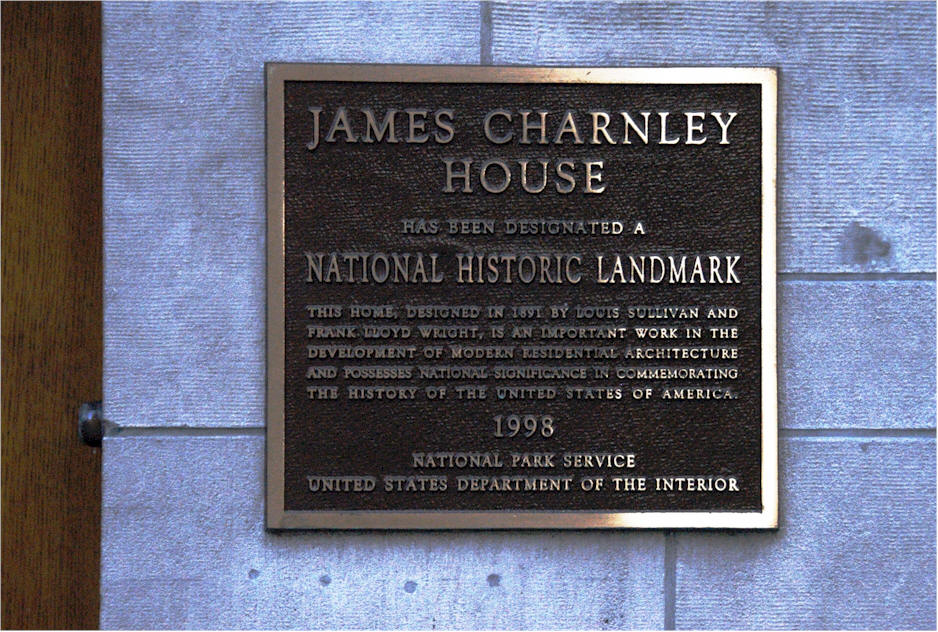 JAMES CHARNLEY
HOUSE
HAS BEEN DESIGNATED A
NATIONAL HISTORIC LANDMARK
THIS HOME, DESIGNED IN 1891 BY LOUIS SULLIVAN AND
FRANK LLOYD WRIGHT, IS AN IMPORTANT WORK IN THE
DEVELOPMENT OF MODERN RESIDENTIAL ARCHITECTURE
AND POSSESSES NATIONAL SIGNIFICANCE IN COMMEMORATING
THE HISTORY OF THE UNITED STATES OF AMERICA.
1998
NATIONAL PARK SERVICE
UNITED STATES DEPARTMENT OF THE INTERIOR